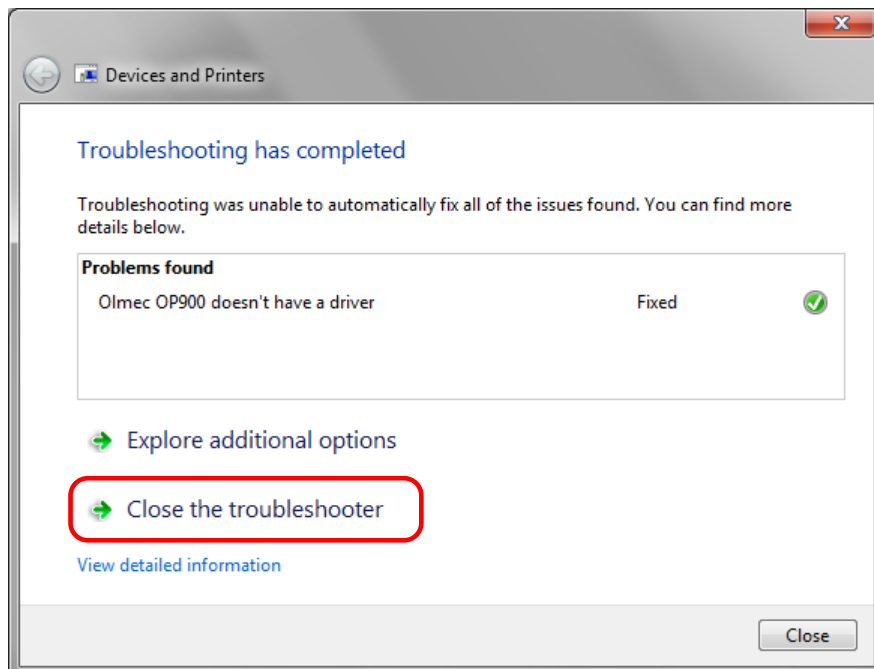 Devices and Printers
Troubleshooting has completed
Troubleshooting was unable to automatically fix all of the issues found. You can find more
details below.
Problems found
Olmec OP900 doesn't have a driver Fixed
Explore additional options
Close the troubleshooter
View detailed information
Close